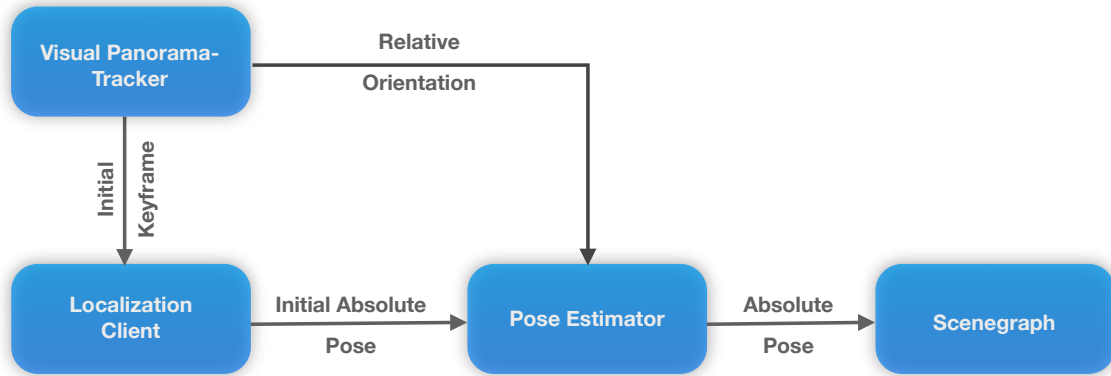 Visual Panorama-
Tracker
Relative
Orientation
Initial
Keyframe
Localization
Client
Initial Absolute
Pose
Pose Estimator
Absolute
Pose
Scenegraph